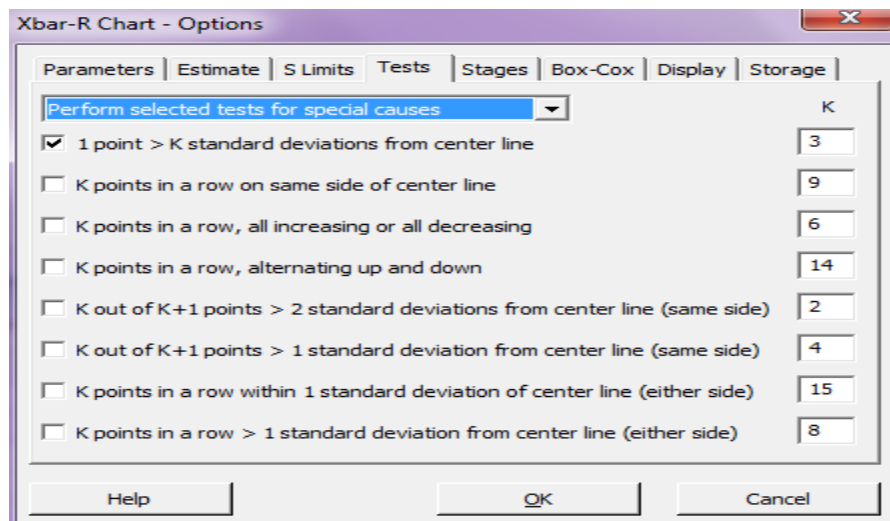 Xbar-R Chart - Options
Parameters Estimate S Limits Tests Stages Box-Cox Display Storage
Perform selected tests for special causes K
1 point > K standard deviations from center line 3
K points in a row on same side of center line 9
K points in a row, all increasing or all decreasing 6
K points in a row, alternating up and down 14
K out of K+1 points > 2 standard deviations from center line (same side) 2
K out of K+1 points > 1 standard deviation from center line (same side) 4
K points in a row within 1 standard deviation of center line (either side) 15
K points in a row > 1 standard deviation from center line (either side) 8
Help OK Cancel